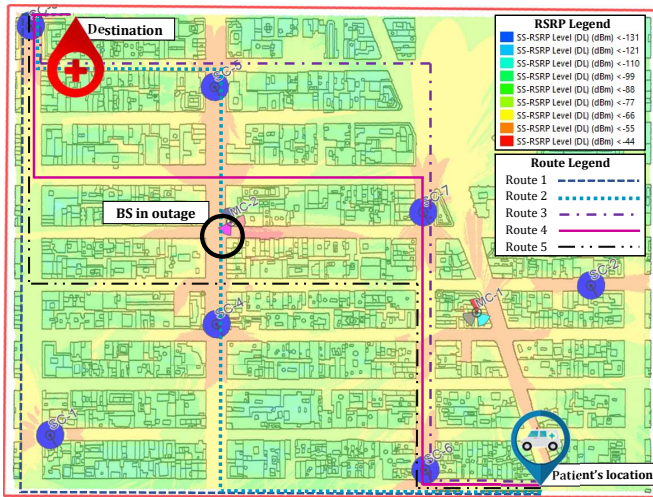 Destination
RSRP Legend
SS-RSRP Level (DL) (dBm) <-131
SS-RSRP Level (DL) (dBm) <-121
SS-RSRP Level (DL) (dBm) <-110
SS-RSRP Level (DL) (dBm) <-99
SS-RSRP Level (DL) (dBm) <-88
SS-RSRP Level (DL) (dBm) <-77
SS-RSRP Level (DL) (dBm) <-66
SS-RSRP Level (DL) (dBm) <-55
SS-RSRP Level (DL) (dBm) <-44
Route Legend
Route 1
Route 2
Route 3
Route 4
Route 5
BS in outage
MC-2
SC-7
SC-2
MC-1
SC-4
SC-1
SC-6
Patient's location